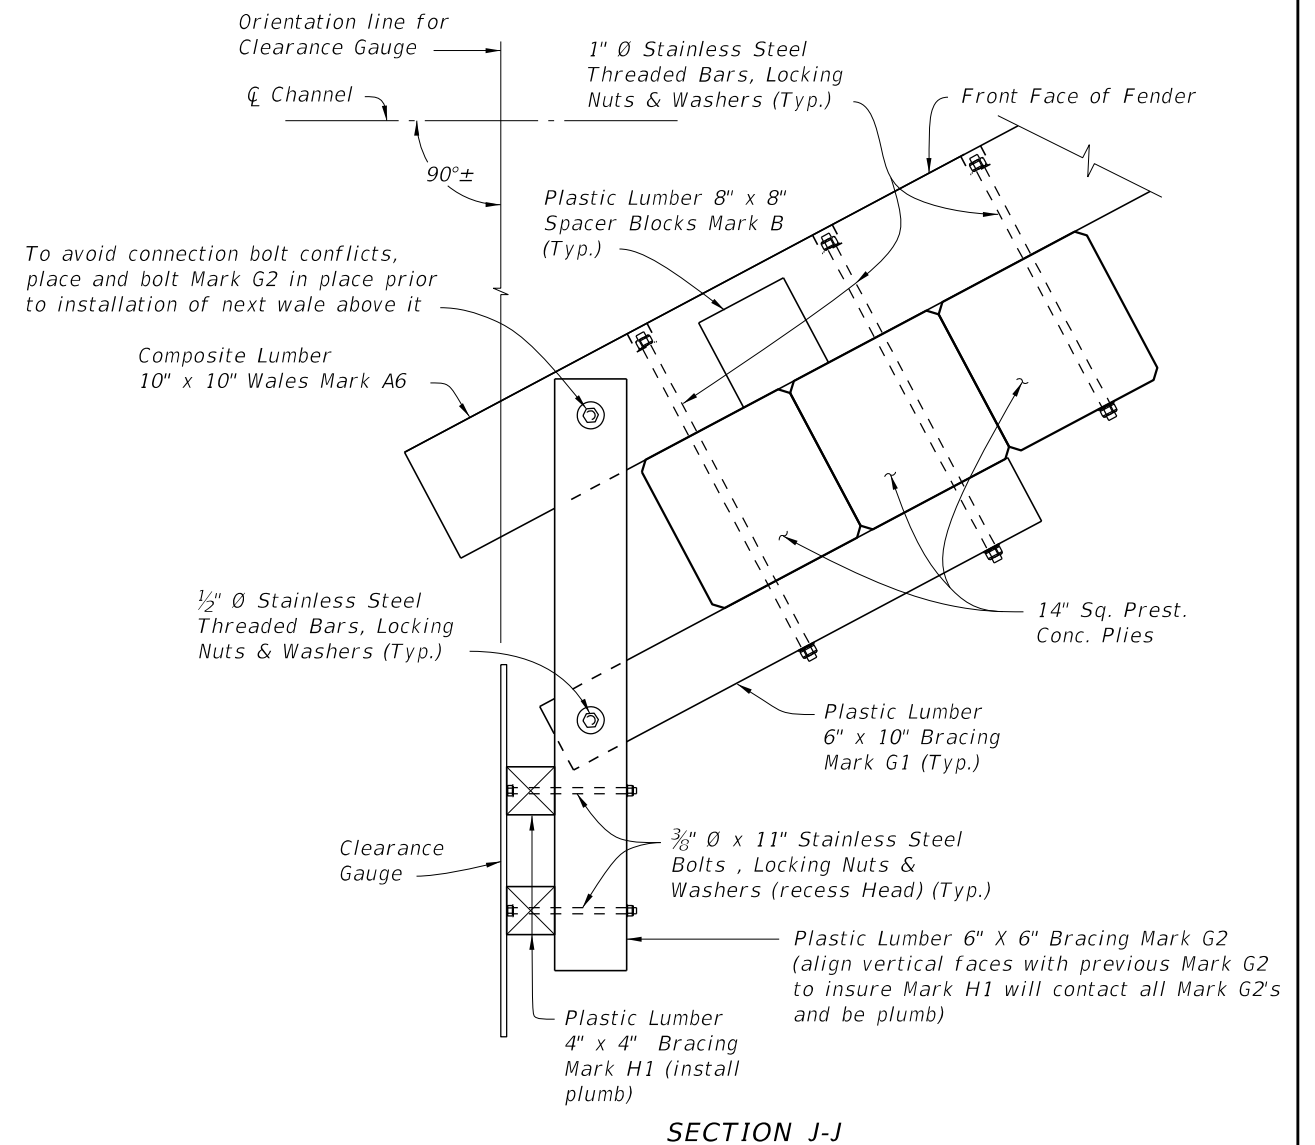 Orientation line for
Clearance Gauge
1" Ø Stainless Steel
Threaded Bars, Locking
Nuts & Washers (Typ.)
℄ Channel
Front Face of Fender
90°±
Plastic Lumber 8" x 8"
Spacer Blocks Mark B
(Typ.)
To avoid connection bolt conflicts,
place and bolt Mark G2 in place prior
to installation of next wale above it
Composite Lumber
10" x 10" Wales Mark A6
½" Ø Stainless Steel
Threaded Bars, Locking
Nuts & Washers (Typ.)
14" Sq. Prest.
Conc. Plies
Plastic Lumber
6" x 10" Bracing
Mark G1 (Typ.)
Clearance
Gauge
⅜" Ø x 11" Stainless Steel
Bolts , Locking Nuts &
Washers (recess Head) (Typ.)
Plastic Lumber 6" X 6" Bracing Mark G2
(align vertical faces with previous Mark G2
to insure Mark H1 will contact all Mark G2's
and be plumb)
Plastic Lumber
4" x 4" Bracing
Mark H1 (install
plumb)
SECTION J-J